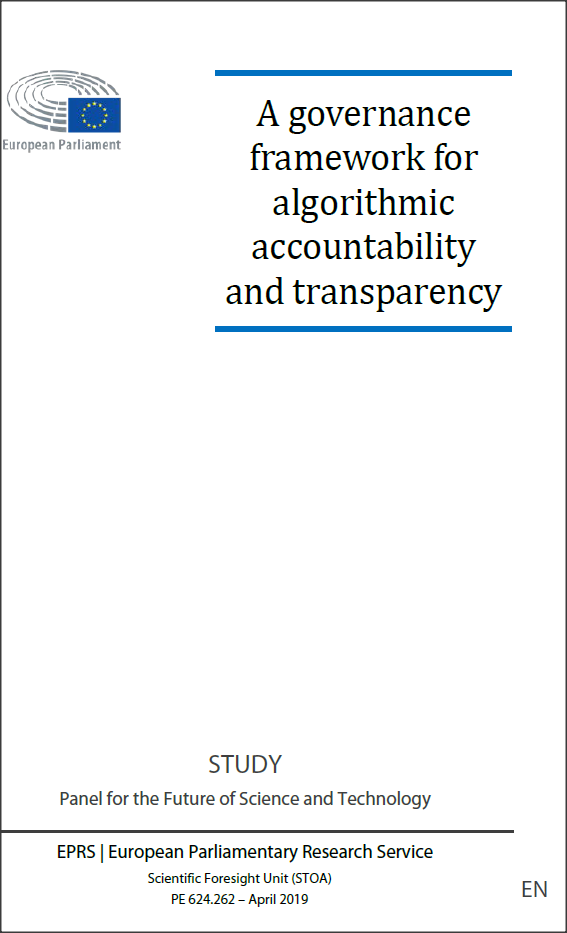 European Parliament
A governance
framework for
algorithmic
accountability
and transparency
STUDY
Panel for the Future of Science and Technology
EPRS | European Parliamentary Research Service
Scientific Foresight Unit (STOA)
PE 624.262 – April 2019
EN